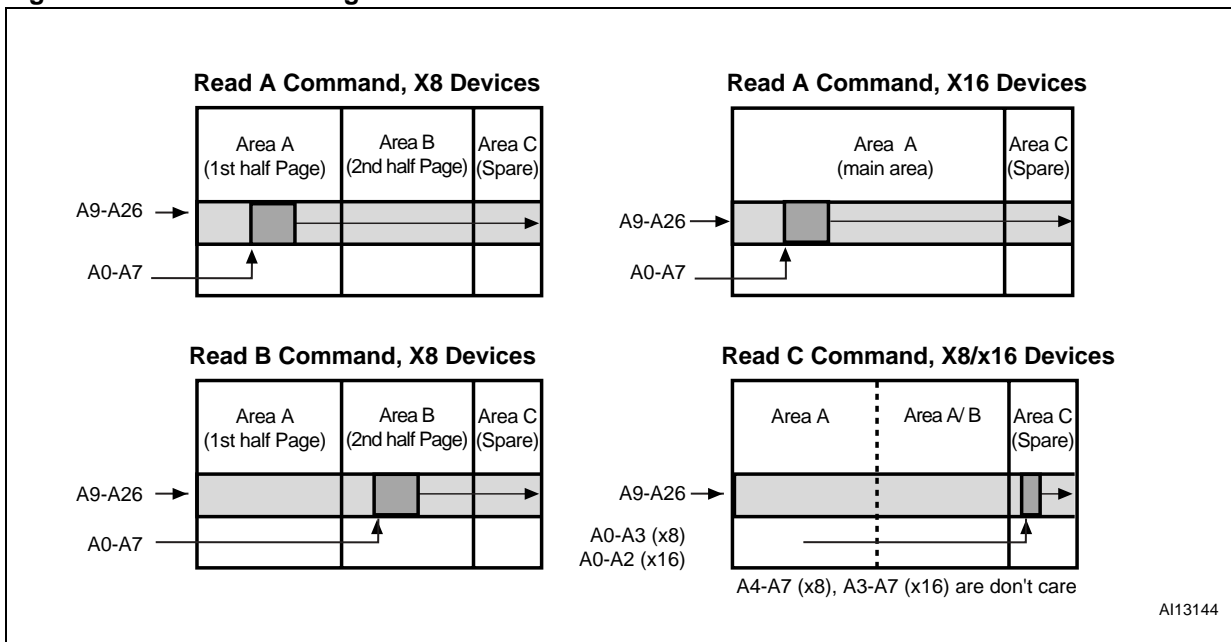 Read A Command, X8 Devices
Area A
(1st half Page)
Area B
(2nd half Page)
Area C
(Spare)
A9-A26
A0-A7
Read A Command, X16 Devices
Area A
(main area)
Area C
(Spare)
A9-A26
A0-A7
Read B Command, X8 Devices
Area A
(1st half Page)
Area B
(2nd half Page)
Area C
(Spare)
A9-A26
A0-A7
Read C Command, X8/x16 Devices
Area A
Area A/ B
Area C
(Spare)
A9-A26
A0-A3 (x8)
A0-A2 (x16)
A4-A7 (x8), A3-A7 (x16) are don't care
AI13144